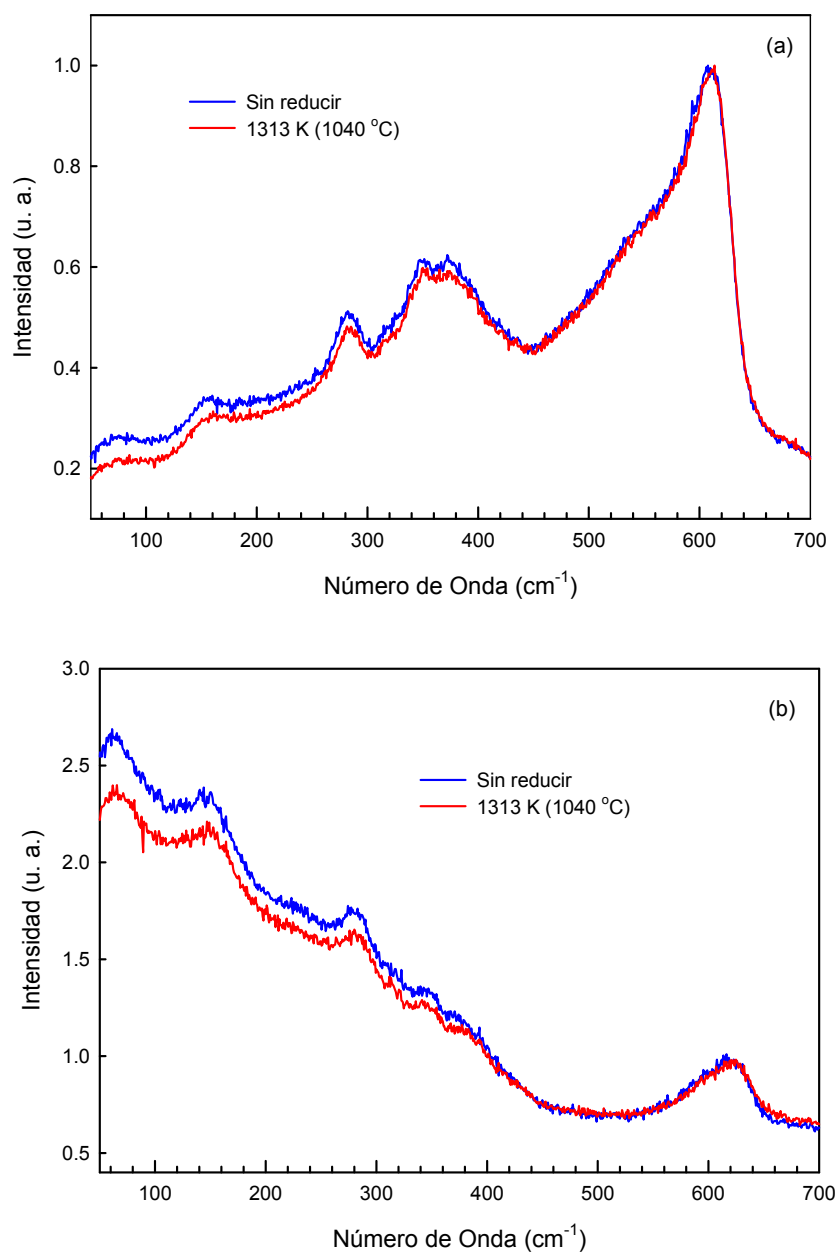 (a)
1.0
Sin reducir
1313 K (1040 °C)
0.8
0.6
0.4
0.2
Intensidad (u. a.)
100 200 300 400 500 600 700
Número de Onda (cm⁻¹)
3.0
(b)
Sin reducir
1313 K (1040 °C)
2.5
2.0
1.5
1.0
0.5
Intensidad (u. a.)
100 200 300 400 500 600 700
Número de Onda (cm⁻¹)